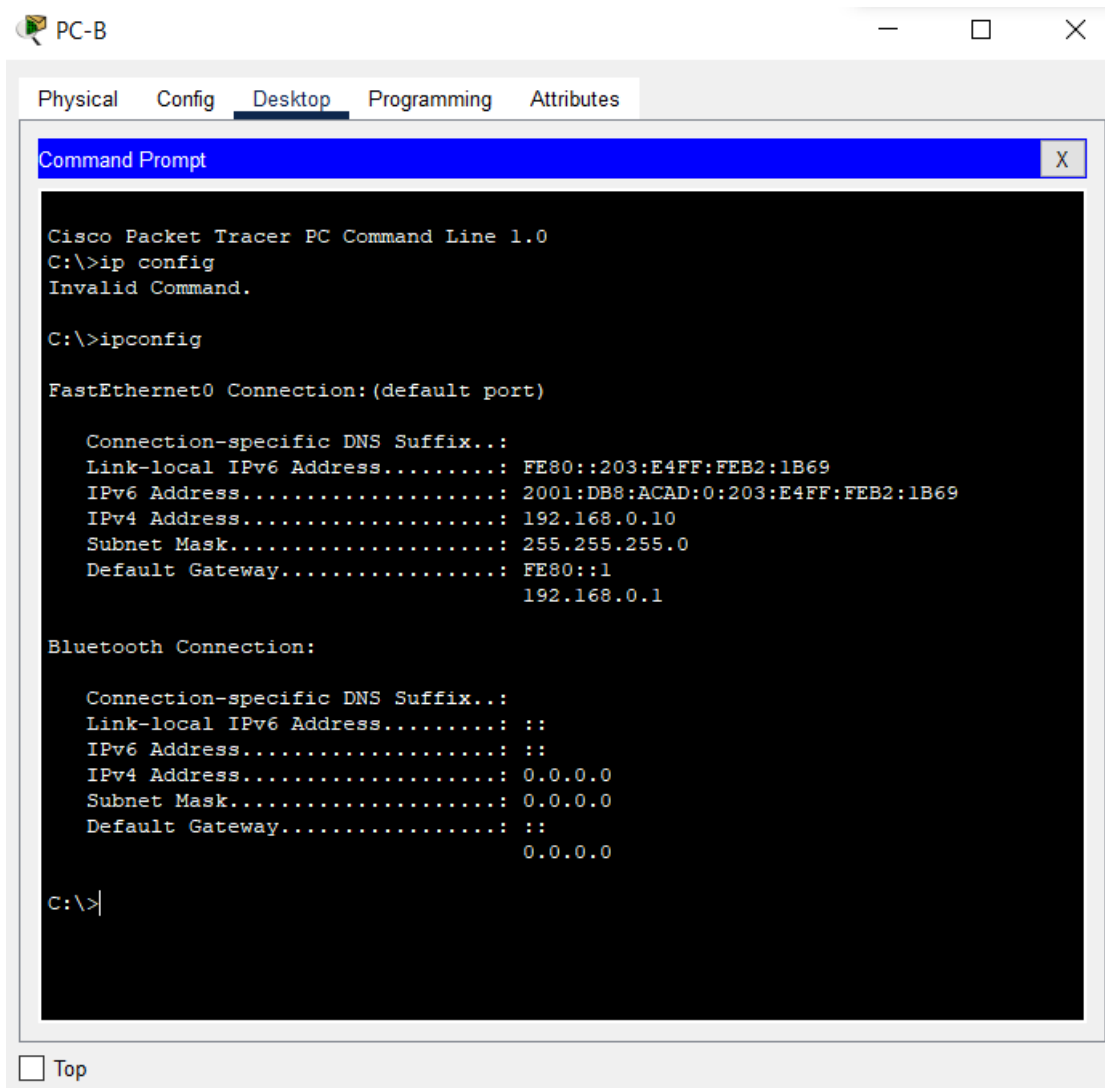 PC-B
Physical Config Desktop Programming Attributes
Command Prompt X
Cisco Packet Tracer PC Command Line 1.0
C:\>ip config
Invalid Command.
C:\>ipconfig
FastEthernet0 Connection:(default port)
Connection-specific DNS Suffix..:
Link-local IPv6 Address.........: FE80::203:E4FF:FEB2:1B69
IPv6 Address....................: 2001:DB8:ACAD:0:203:E4FF:FEB2:1B69
IPv4 Address....................: 192.168.0.10
Subnet Mask.....................: 255.255.255.0
Default Gateway.................: FE80::1
192.168.0.1
Bluetooth Connection:
Connection-specific DNS Suffix..:
Link-local IPv6 Address.........: ::
IPv6 Address....................: ::
IPv4 Address....................: 0.0.0.0
Subnet Mask.....................: 0.0.0.0
Default Gateway.................: ::
0.0.0.0
C:\>
Top